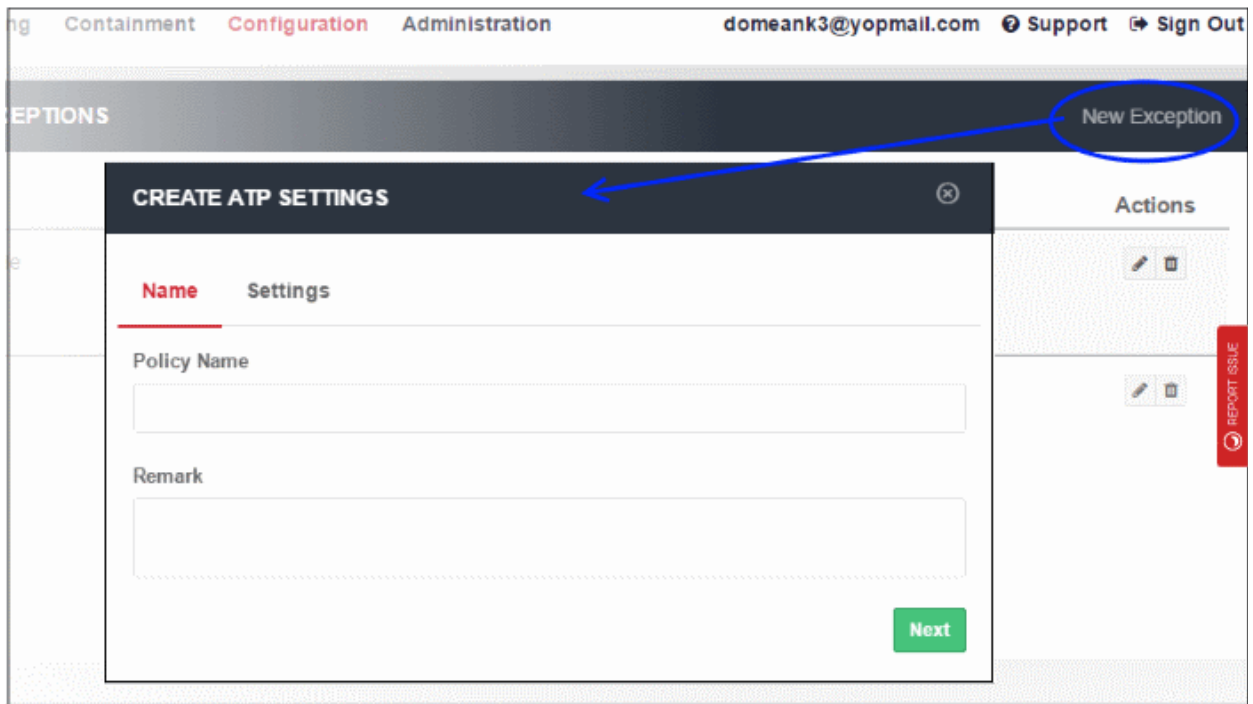 ng Containment Configuration Administration domeank3@yopmail.com Support Sign Out
EPTIONS New Exception
CREATE ATP SETTINGS
Actions
e
Name Settings
Policy Name
REPORT ISSUE
Remark
Next